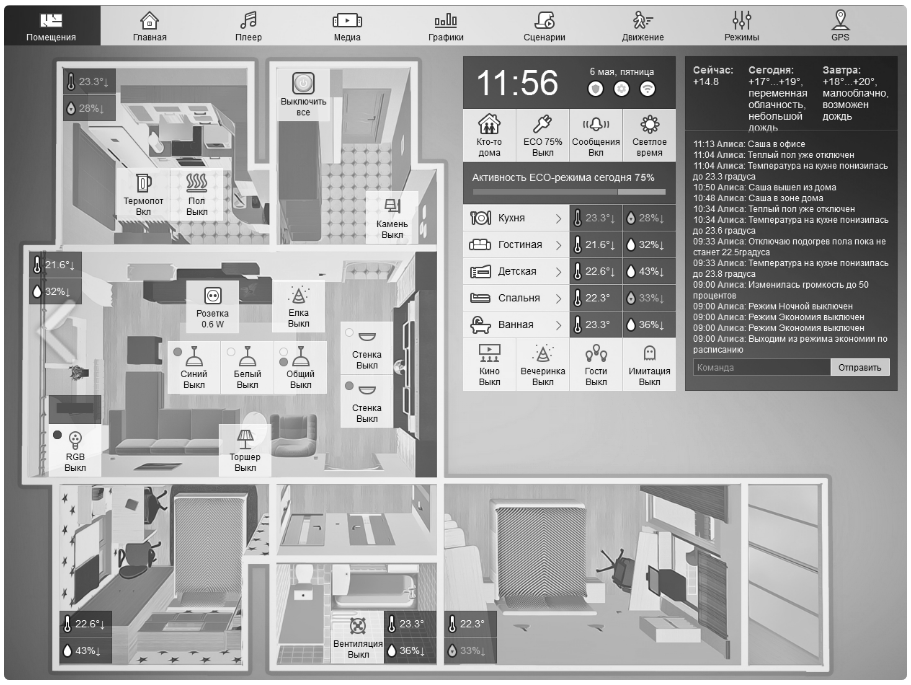 Помещения
Главная
Плеер
Медиа
Графики
Сценарии
Движение
Режимы
GPS
23.3°↓
28%↓
Термопот
Вкл
Пол
Выкл
Выключить
все
Камень
Выкл
21.6°↓
32%↓
Розетка
0.6 W
Елка
Выкл
Синий
Выкл
Белый
Выкл
Общий
Выкл
Стенка
Выкл
Стенка
Выкл
RGB
Выкл
Торшер
Выкл
22.6°↓
43%↓
Вентиляция
Выкл
23.3°
36%↓
22.3°
33%↓
11:56
6 мая, пятница
Кто-то
дома
ECO 75%
Выкл
Сообщения
Вкл
Светлое
время
Активность ECO-режима сегодня 75%
Кухня
23.3°↓
28%↓
Гостиная
21.6°↓
32%↓
Детская
22.6°↓
43%↓
Спальня
22.3°
33%↓
Ванная
23.3°
36%↓
Кино
Выкл
Вечеринка
Выкл
Гости
Выкл
Имитация
Выкл
Сейчас:
+14.8
Сегодня:
+17°...+19°,
переменная
облачность,
небольшой
дождь
Завтра:
+18°...+20°,
малооблачно,
возможен
дождь
11:13 Алиса: Саша в офисе
11:04 Алиса: Теплый пол уже отключен
11:04 Алиса: Температура на кухне понизилась
до 23.3 градуса
10:50 Алиса: Саша вышел из дома
10:48 Алиса: Саша в зоне дома
10:34 Алиса: Теплый пол уже отключен
10:34 Алиса: Температура на кухне понизилась
до 23.6 градуса
09:33 Алиса: Отключаю подогрев пола пока не
станет 22.5градуса
09:33 Алиса: Температура на кухне понизилась
до 23.8 градуса
09:00 Алиса: Изменилась громкость до 50
процентов
09:00 Алиса: Режим Ночной выключен
09:00 Алиса: Режим Экономия выключен
09:00 Алиса: Режим Экономия выключен
09:00 Алиса: Выходим из режима экономии по
расписанию
Команда
Отправить